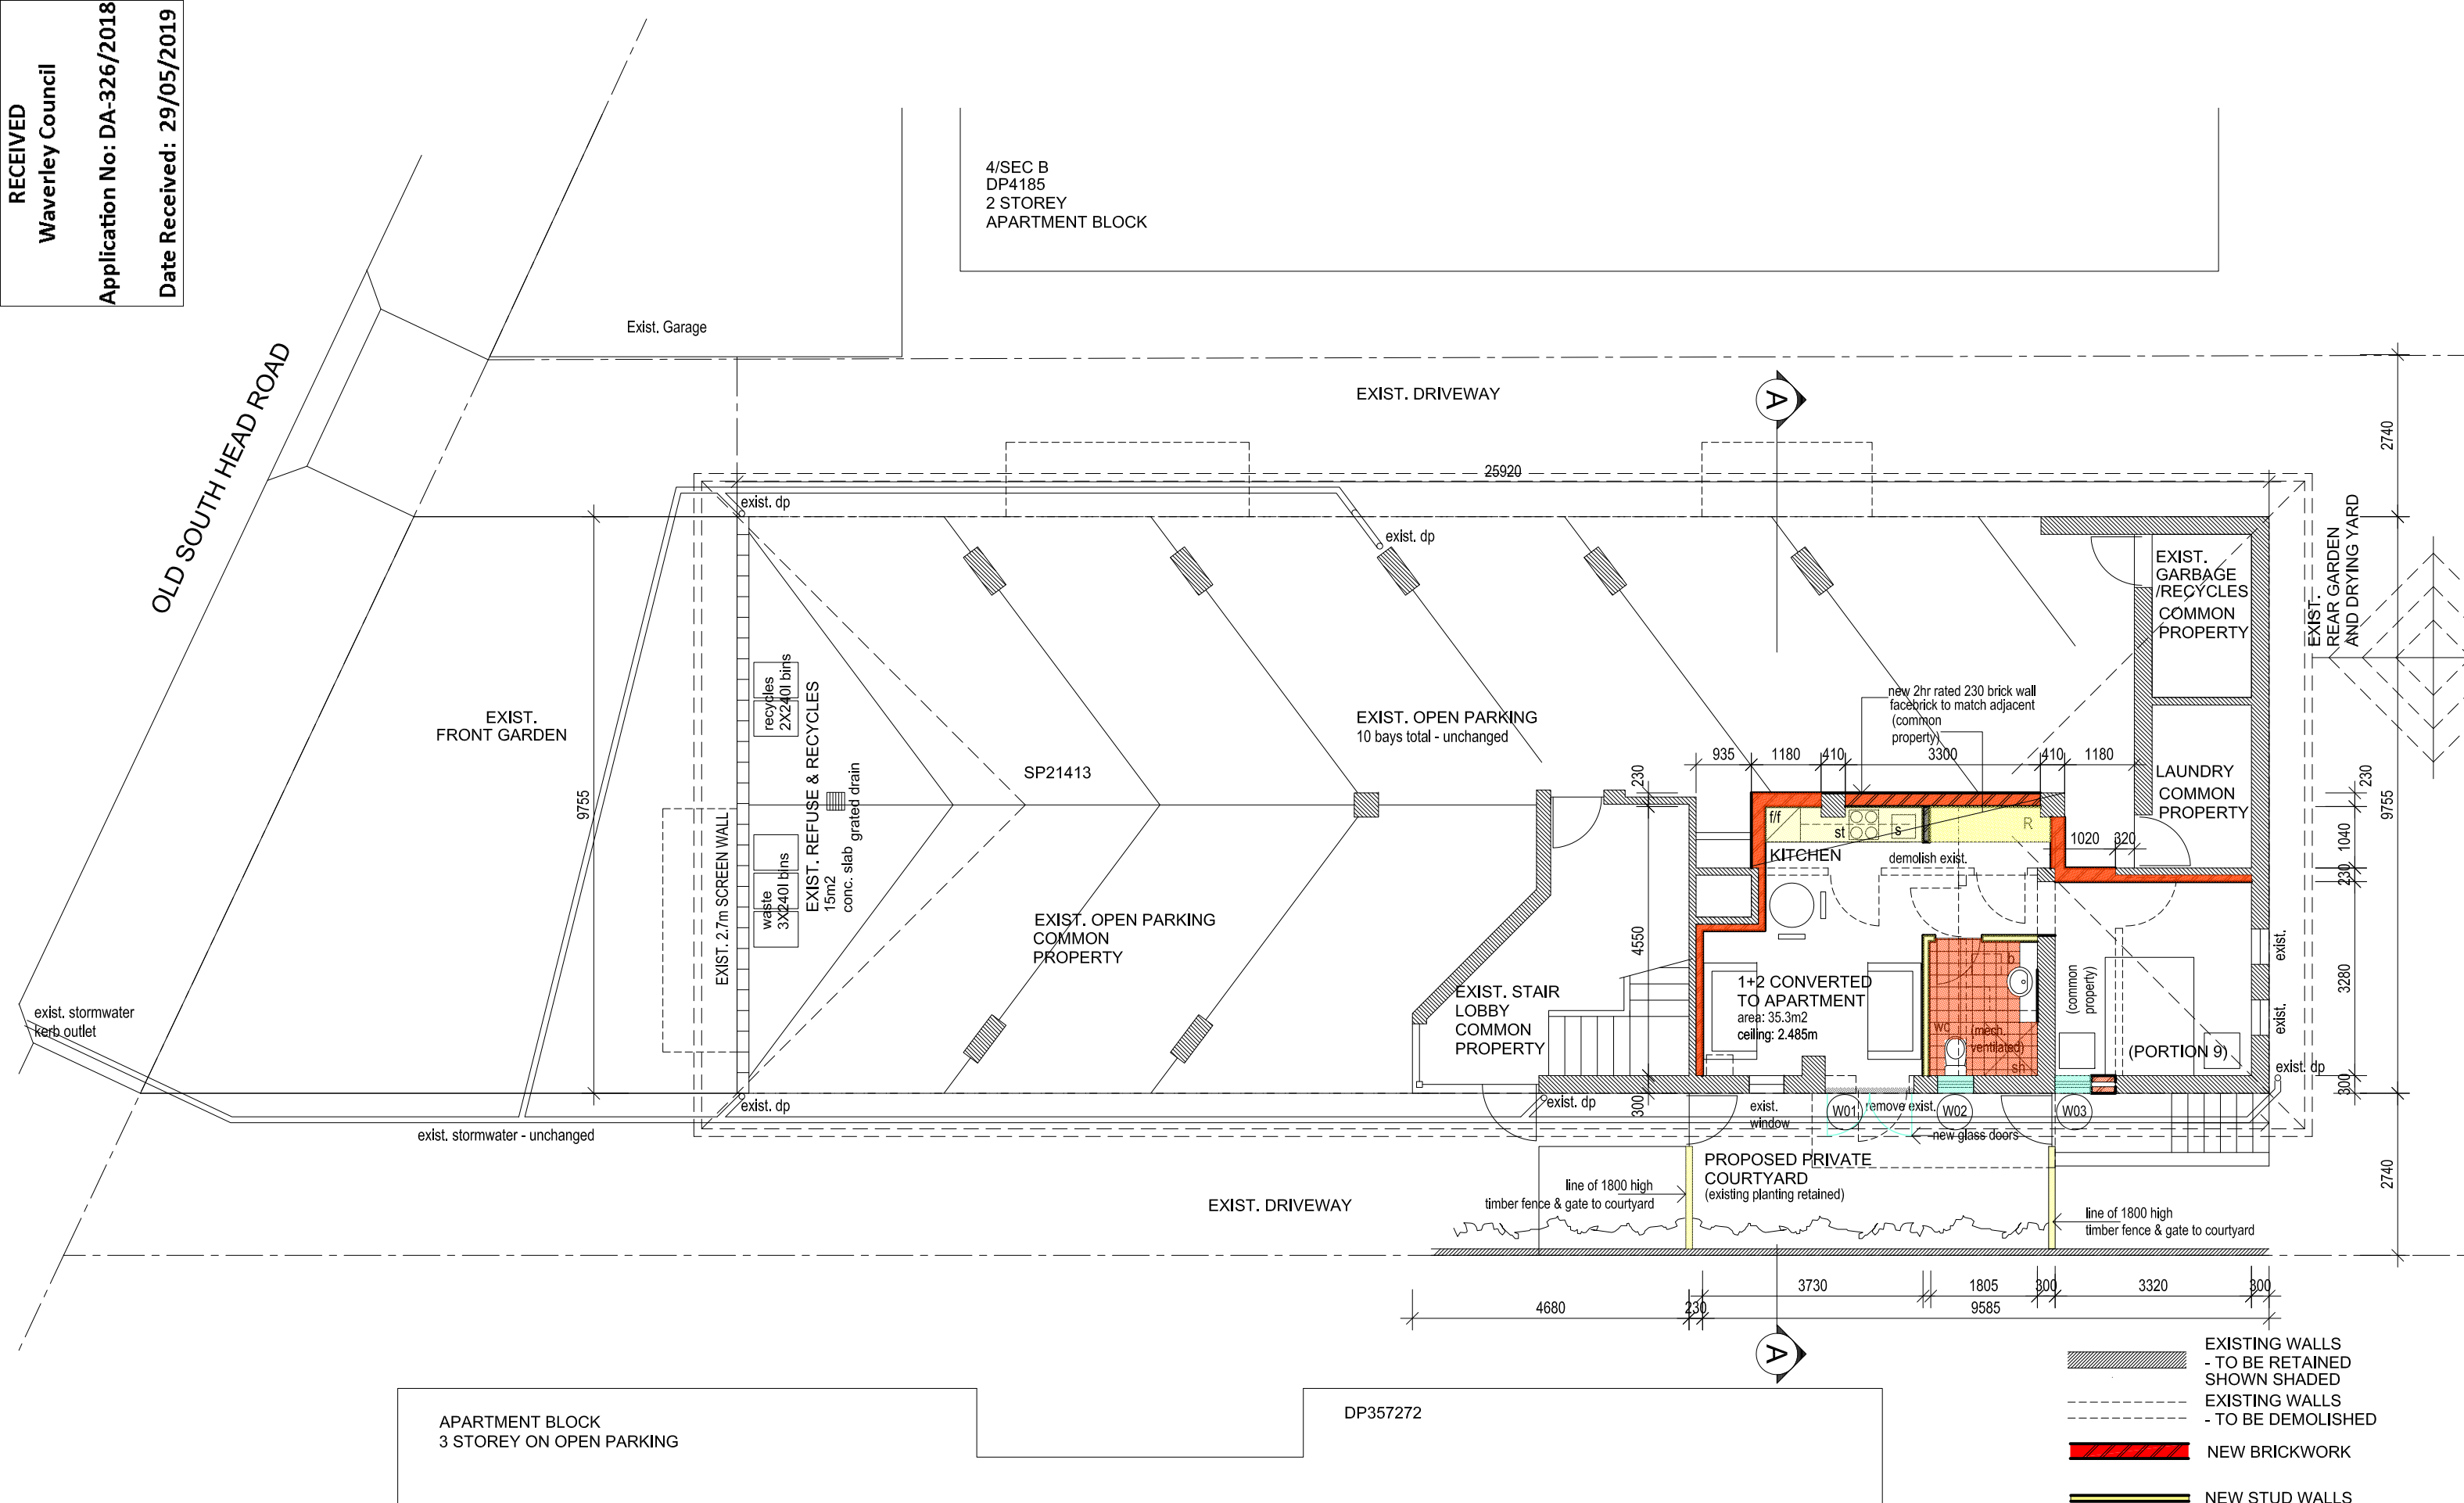 RECEIVED
Waverley Council
Application No: DA-326/2018
Date Received: 29/05/2019
4/SEC B
DP4185
2 STOREY
APARTMENT BLOCK
Exist. Garage
OLD SOUTH HEAD ROAD
EXIST. DRIVEWAY
A
2740
25920
exist. dp
exist. dp
EXIST.
GARBAGE
/RECYCLES
COMMON
PROPERTY
EXIST.
REAR GARDEN
AND DRYING YARD
EXIST.
FRONT GARDEN
9755
recycles
2X240l bins
EXIST. REFUSE & RECYCLES
15m2
conc. slab
grated drain
waste
3X240l bins
EXIST. 2.7m SCREEN WALL
SP21413
EXIST. OPEN PARKING
10 bays total - unchanged
new 2hr rated 230 brick wall
facebrick to match adjacent
(common
property)
935
1180
410
3300
410
1180
230
230
9755
LAUNDRY
COMMON
PROPERTY
f/f
st
s
R
KITCHEN
demolish exist.
1020
320
1040
230
EXIST. OPEN PARKING
COMMON
PROPERTY
4550
1+2 CONVERTED
TO APARTMENT
area: 35.3m2
ceiling: 2.485m
b
wc
(mech.
ventilated)
sh
(common
property)
(PORTION 9)
exist.
exist.
3280
300
EXIST. STAIR
LOBBY
COMMON
PROPERTY
exist. stormwater
kerb outlet
exist. dp
exist. dp
exist. dp
300
exist.
window
W01
remove exist.
W02
W03
new glass doors
exist. stormwater - unchanged
PROPOSED PRIVATE
COURTYARD
(existing planting retained)
line of 1800 high
timber fence & gate to courtyard
line of 1800 high
timber fence & gate to courtyard
EXIST. DRIVEWAY
2740
3730
1805
300
3320
300
4680
230
9585
A
APARTMENT BLOCK
3 STOREY ON OPEN PARKING
DP357272
EXISTING WALLS
- TO BE RETAINED
SHOWN SHADED
EXISTING WALLS
- TO BE DEMOLISHED
NEW BRICKWORK
NEW STUD WALLS